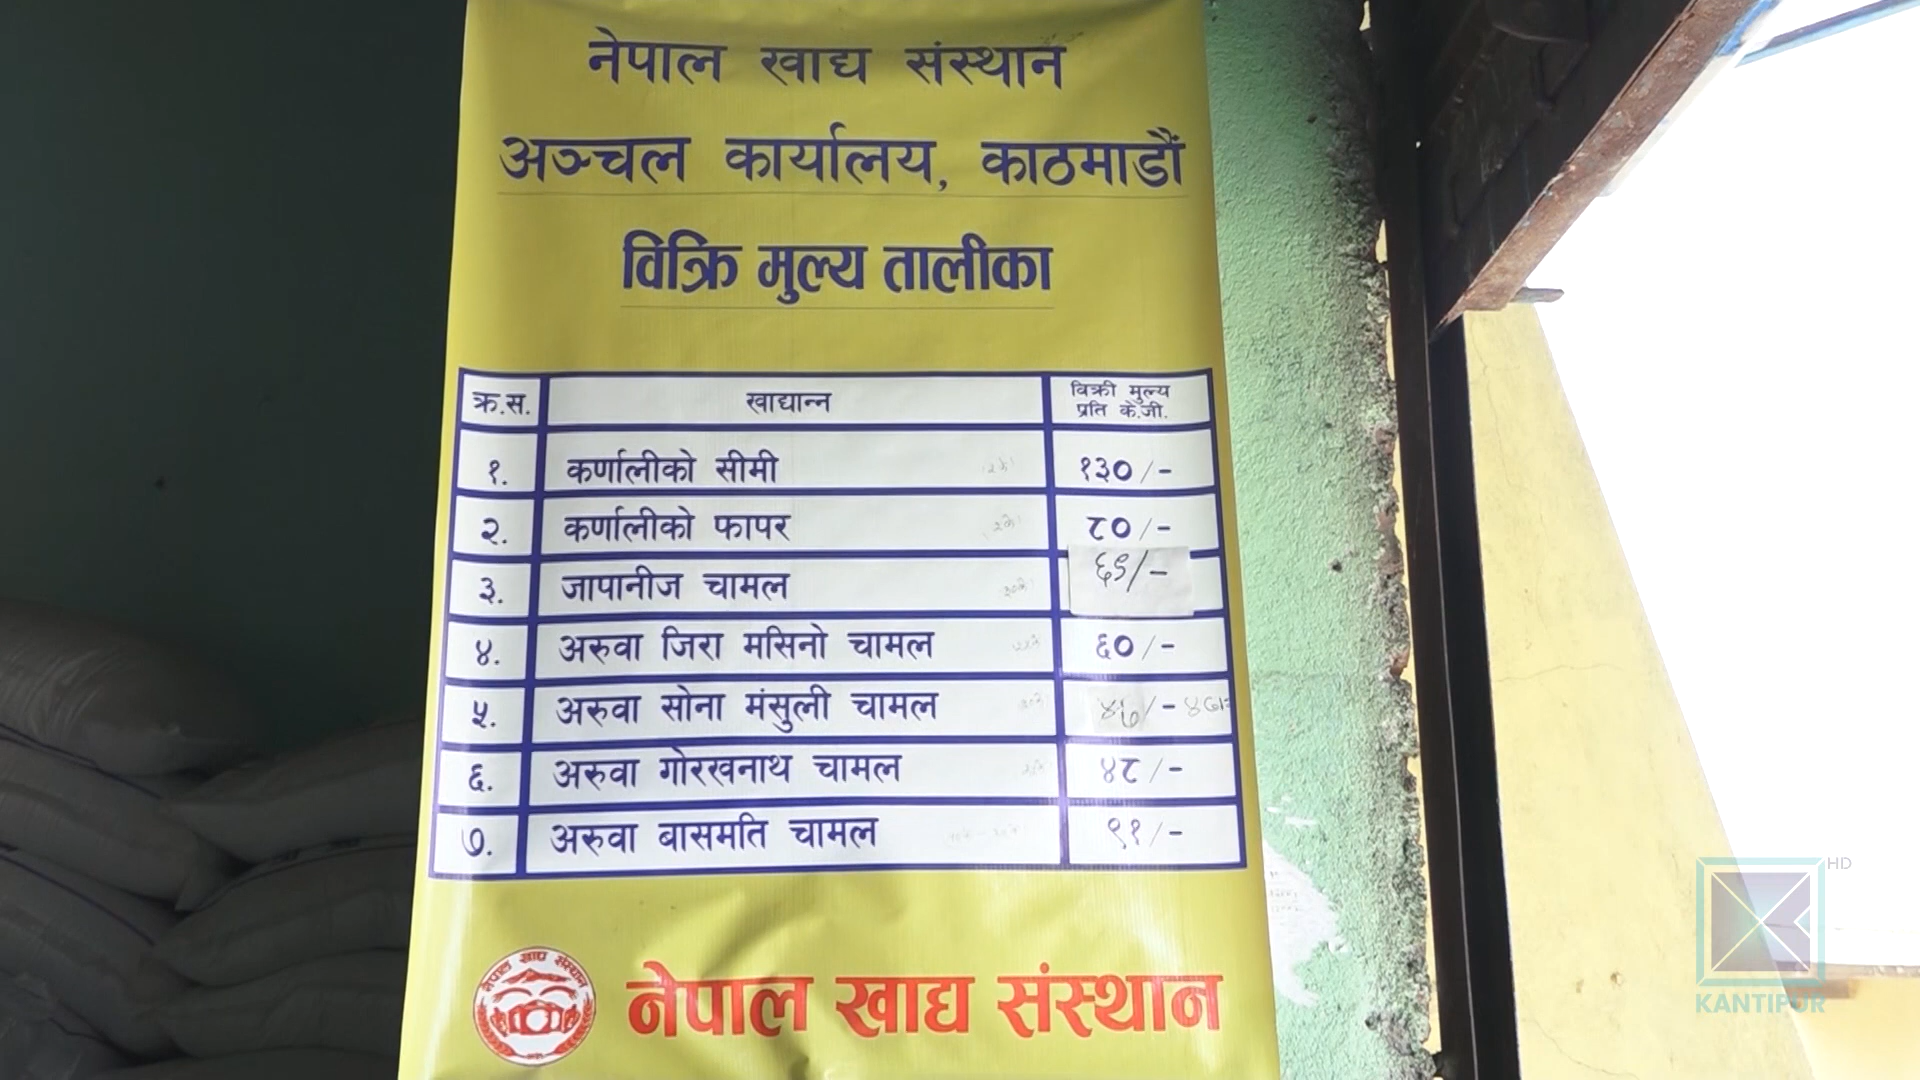 नेपाल खाद्य संस्थान
अञ्चल कार्यालय, काठमाडौं
विक्रि मुल्य तालीका
क्र.स. खाद्यान्न विक्री मुल्य प्रति के.जी.
१. कर्णालीको सीमी १३०/-
२. कर्णालीको फापर ८०/-
३. जापानीज चामल ६९/-
४. अरुवा जिरा मसिनो चामल ६०/-
५. अरुवा सोना मंसुली चामल
६. अरुवा गोरखनाथ चामल ४८/-
७. अरुवा बासमति चामल ९१/-
नेपाल खाद्य संस्थान
नेपाल खाद्य संस्थान
HD
KANTIPUR